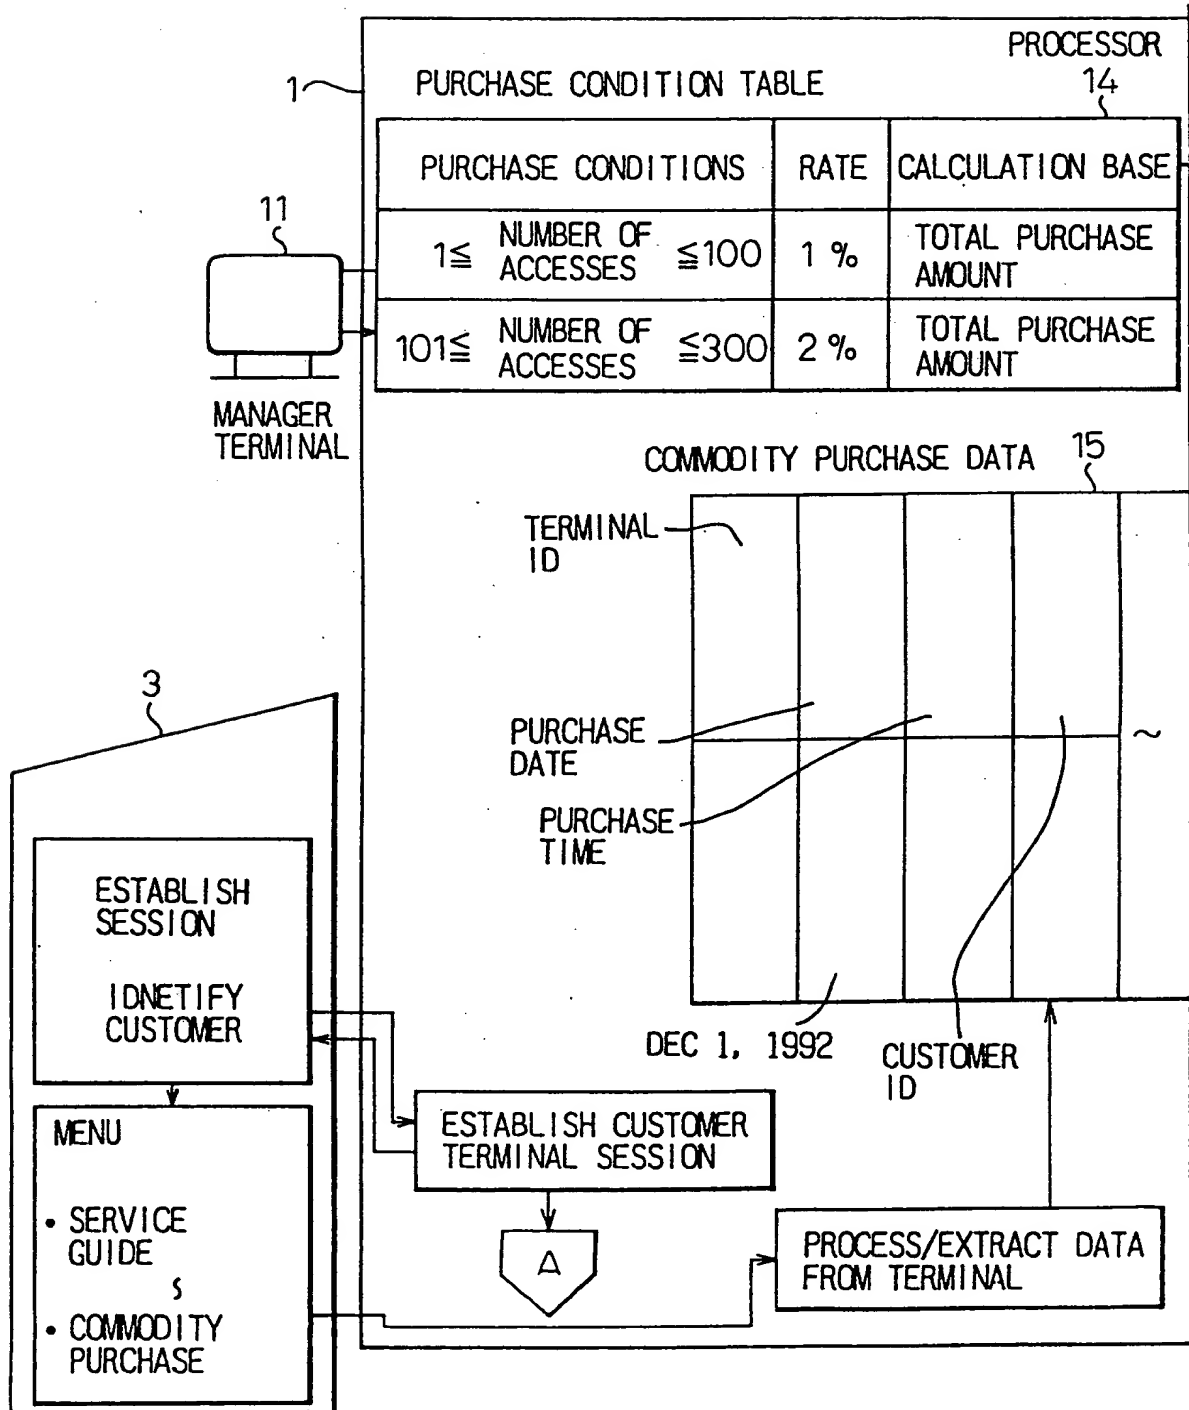 PROCESSOR
1
PURCHASE CONDITION TABLE
14
PURCHASE CONDITIONS
RATE
CALCULATION BASE
1≦ NUMBER OF ACCESSES ≦100
1 %
TOTAL PURCHASE
AMOUNT
101≦ NUMBER OF ACCESSES ≦300
2 %
TOTAL PURCHASE
AMOUNT
11
MANAGER
TERMINAL
COMMODITY PURCHASE DATA
15
TERMINAL
ID
PURCHASE
DATE
~
PURCHASE
TIME
DEC 1, 1992
CUSTOMER
ID
3
ESTABLISH
SESSION
IDNETIFY
CUSTOMER
MENU
• SERVICE
GUIDE
• COMMODITY
PURCHASE
ESTABLISH CUSTOMER
TERMINAL SESSION
A
PROCESS/EXTRACT DATA
FROM TERMINAL